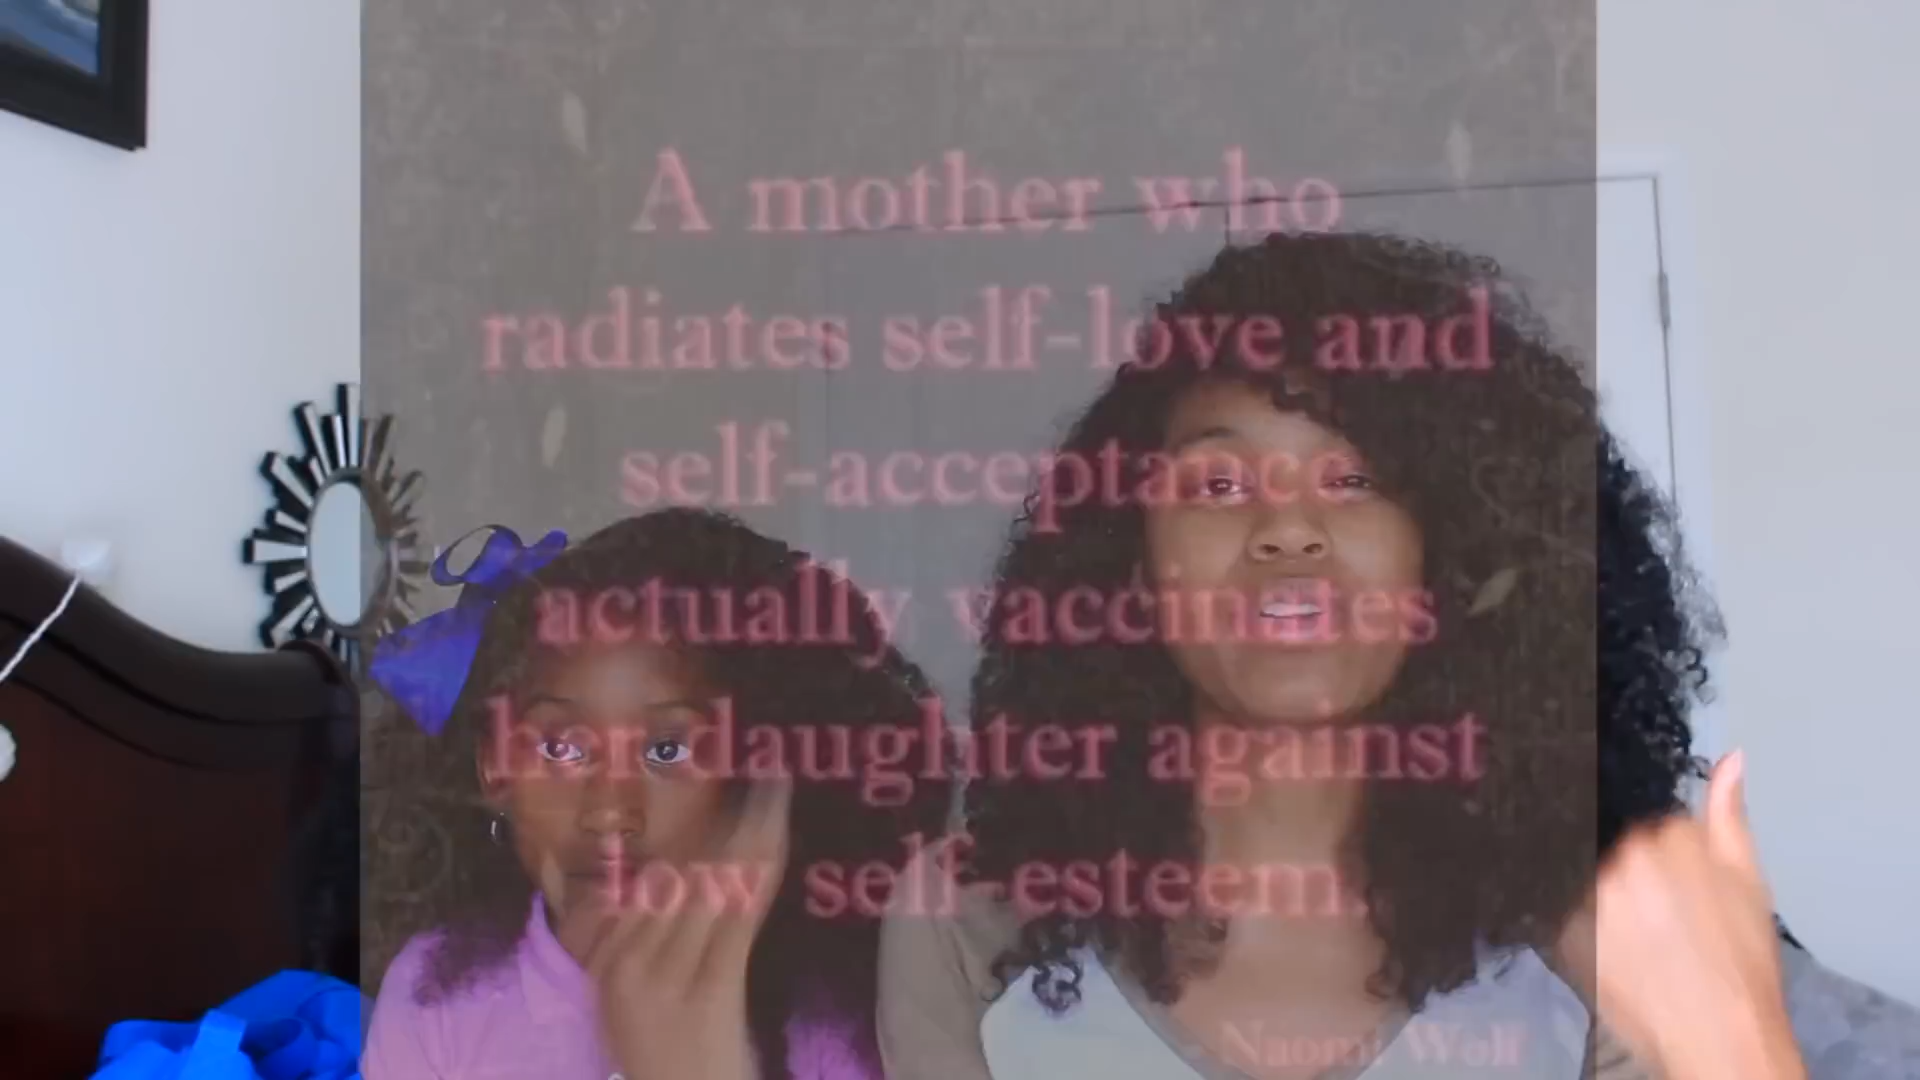 A mother who
radiates self-love and
self-acceptance
actually vaccinates
her daughter against
low self-esteem.
- Naomi Wolf